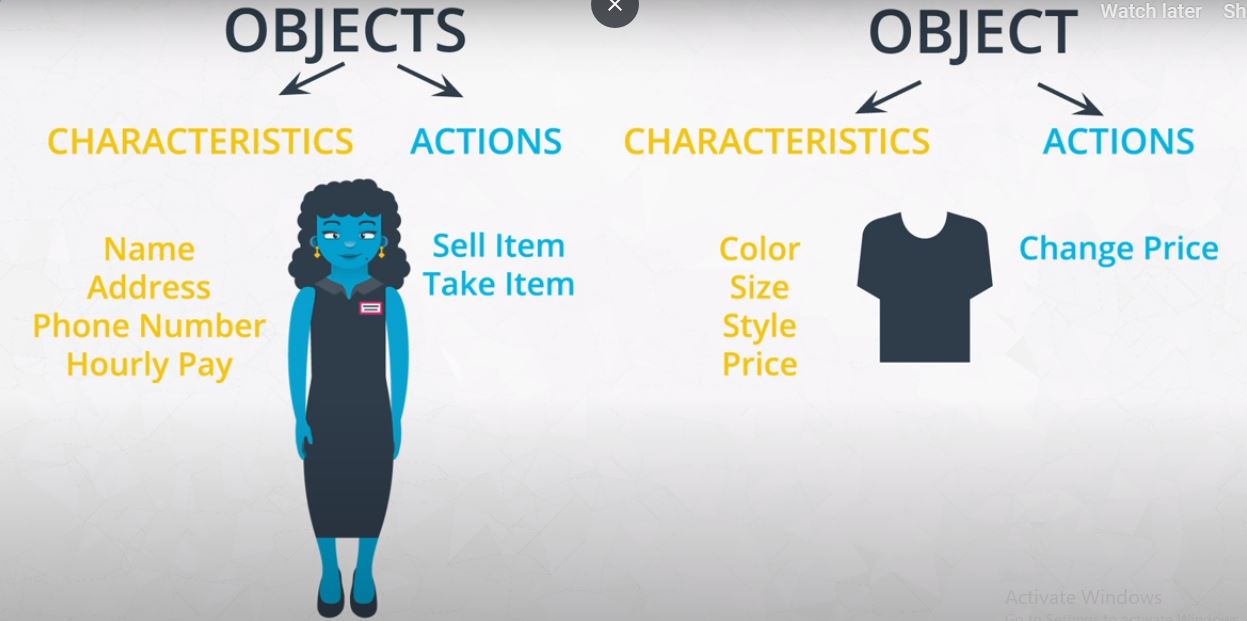 Watch later Sh
OBJECTS
CHARACTERISTICS
ACTIONS
Name
Address
Phone Number
Hourly Pay
Sell Item
Take Item
OBJECT
CHARACTERISTICS
ACTIONS
Color
Size
Style
Price
Change Price
Activate Windows
Go to Settings to activate Windows